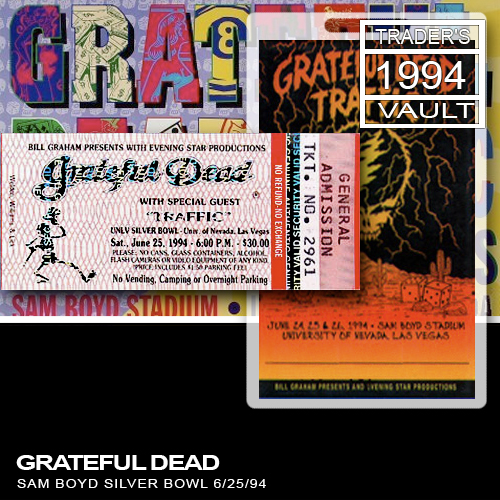 GRATE
TRADER'S
1994
VAULT
GRATEFUL DEAD
TRA
BILL GRAHAM PRESENTS WITH EVENING STAR PRODUCTIONS
Grateful Dead
WITH SPECIAL GUEST
"TRAFFIC"
UNLV SILVER BOWL - Univ. of Nevada, Las Vegas
Sat., June 25, 1994 - 6:00 P.M. - $30.00
PLEASE: NO CANS, GLASS CONTAINERS, ALCOHOL,
FLASH CAMERAS OR VIDEO EQUIPMENT OF ANY KIND.
*PRICE INCLUDES $1.50 PARKING FEE!
No Vending, Camping or Overnight Parking
NO REFUND-NO EXCHANGE
TKT. NO. 2961
GENERAL
ADMISSION
SAM BOYD STADIUM •
JUNE 24, 25 & 26, 1994 • SAM BOYD STADIUM
UNIVERSITY OF NEVADA, LAS VEGAS
BILL GRAHAM PRESENTS AND EVENING STAR PRODUCTIONS
GRATEFUL DEAD
SAM BOYD SILVER BOWL 6/25/94